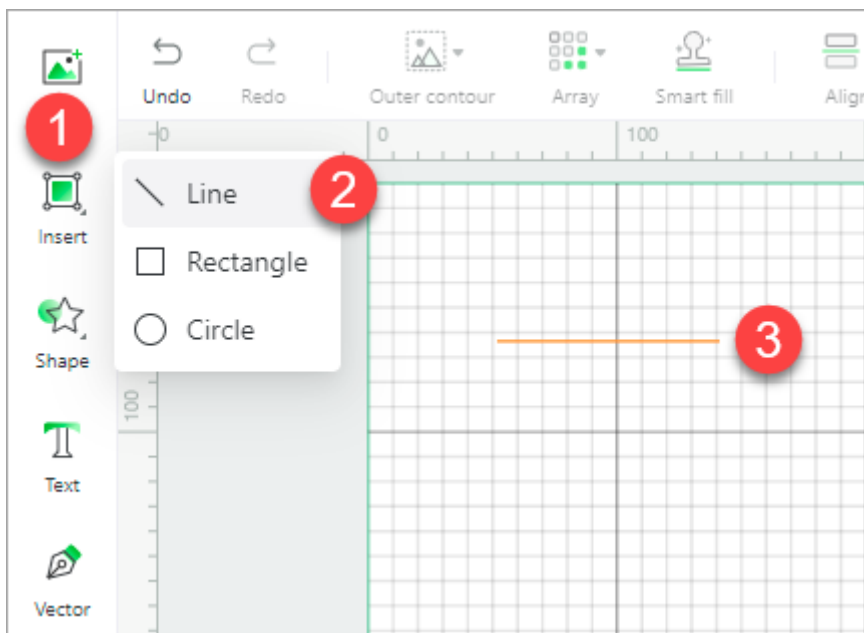 Undo
Redo
Outer contour
Array
Smart fill
Align
0
0
100
1
Line
2
Insert
Rectangle
Circle
3
Shape
100
Text
Vector